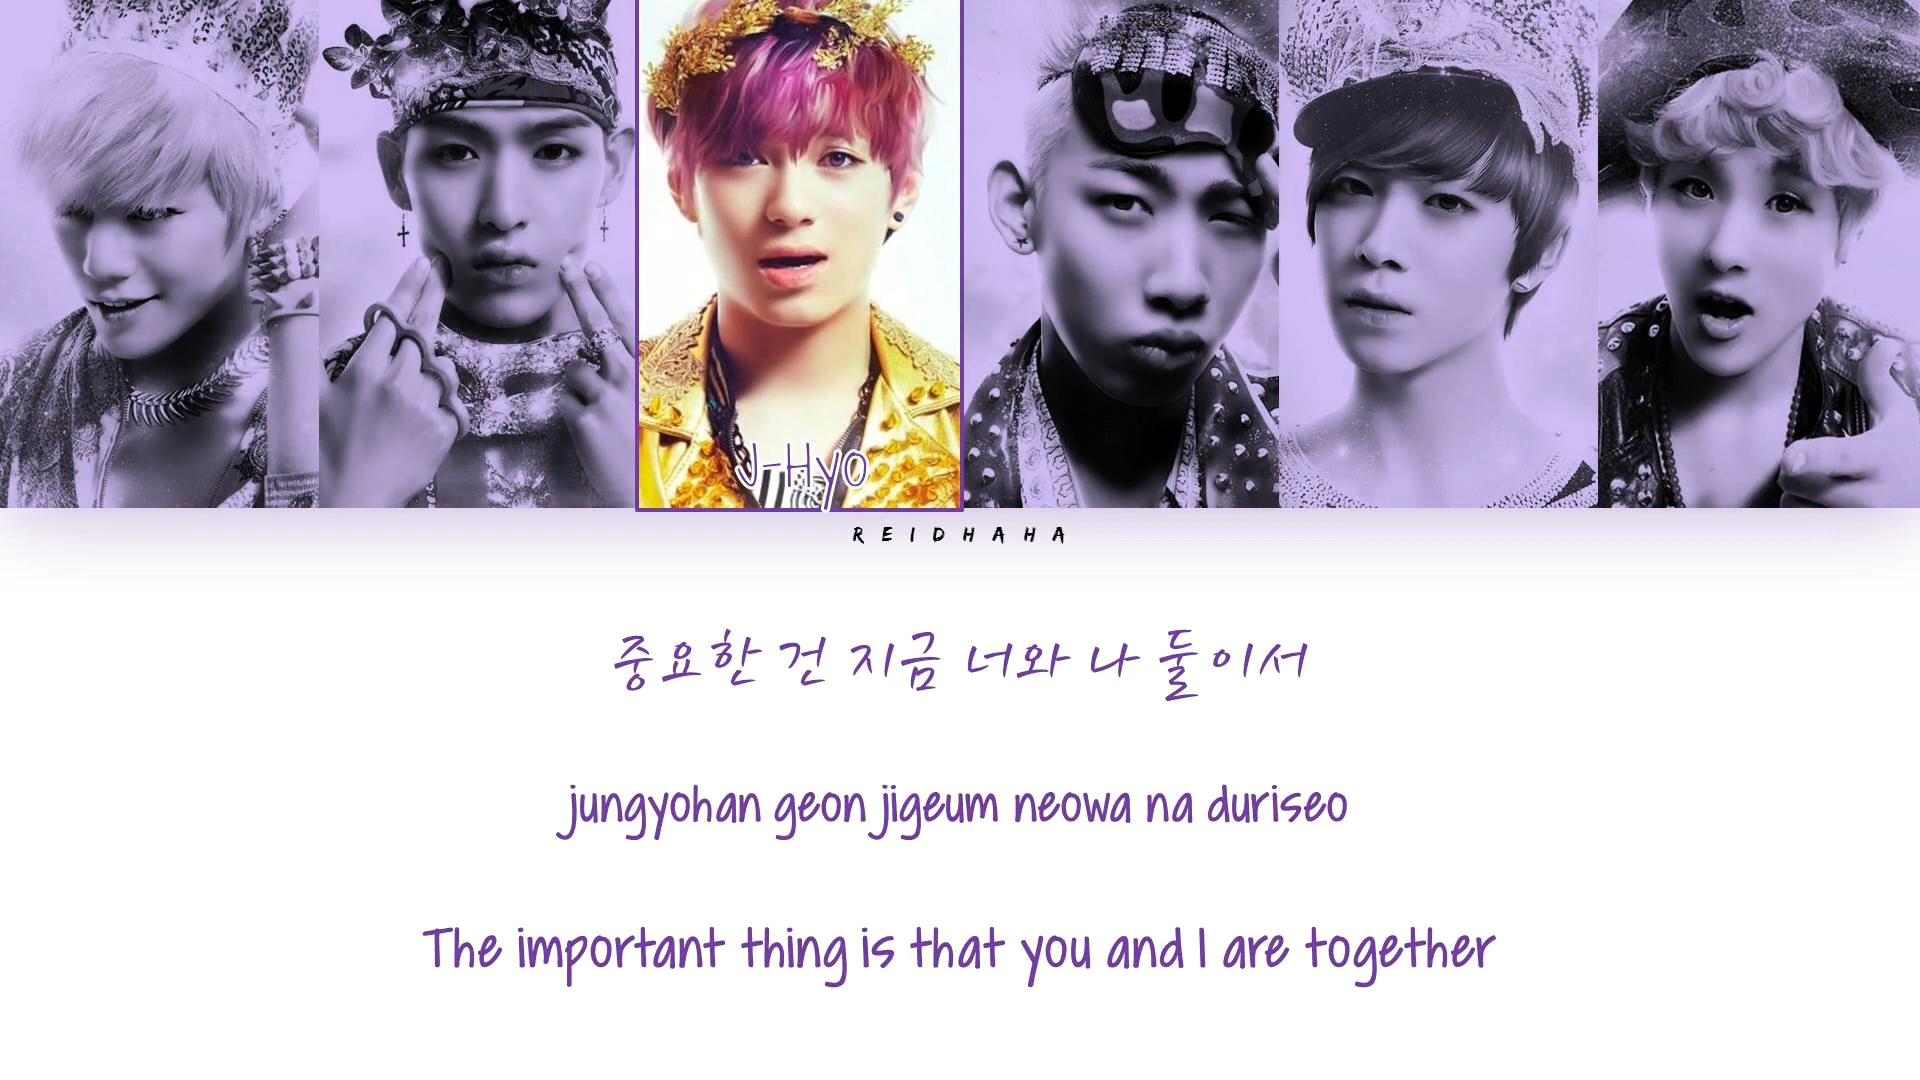 J-Hyo
REIDHAHA
중요한 건 지금 너와 나 둘이서
jungyohan geon jigeum neowa na duriseo
The important thing is that you and I are together